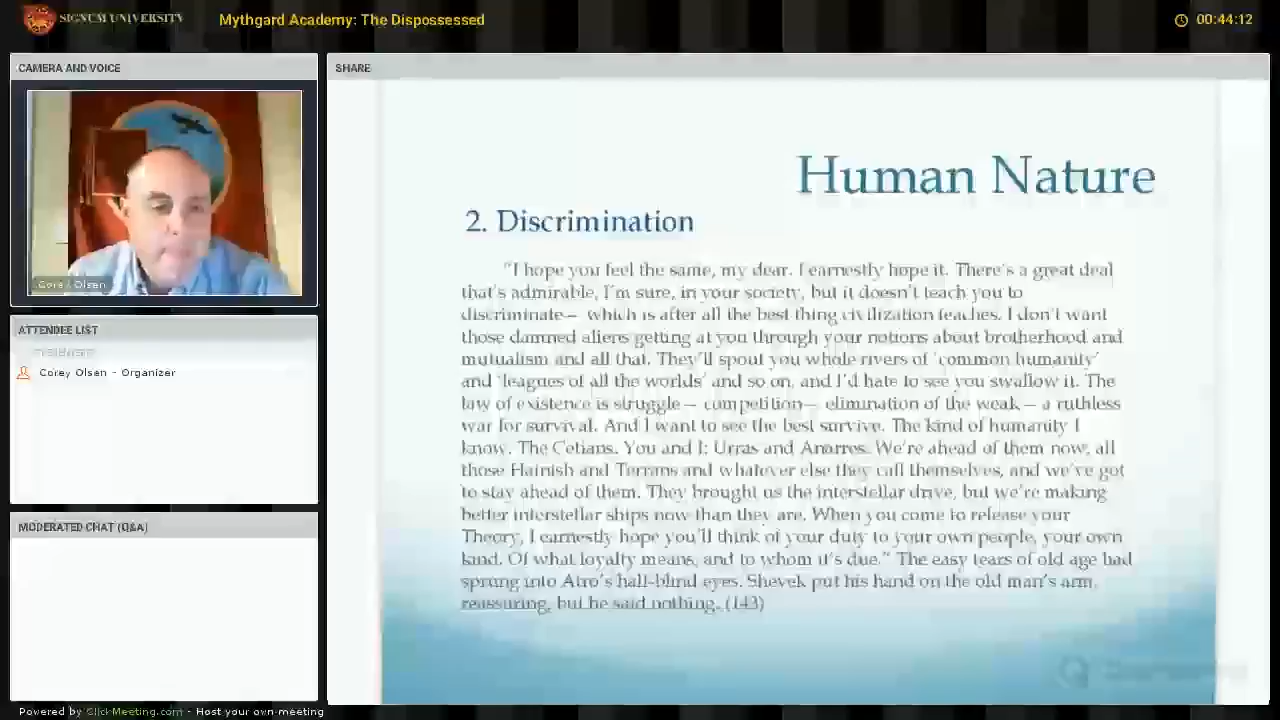 SIGNUM UNIVERSITY
Mythgard Academy: The Dispossessed
00:44:12
CAMERA AND VOICE
Corey Olsen
ATTENDEE LIST
Corey Olsen - Organizer
MODERATED CHAT (Q&A)
SHARE
Human Nature
2. Discrimination
"I hope you feel the same, my dear. I earnestly hope it. There's a great deal
that's admirable, I'm sure, in your society, but it doesn't teach you to
discriminate— which is after all the best thing civilization teaches. I don't want
those damned aliens getting at you through your notions about brotherhood and
mutualism and all that. They'll spout you whole rivers of 'common humanity'
and 'leagues of all the worlds' and so on, and I'd hate to see you swallow it. The
law of existence is struggle— competition— elimination of the weak— a ruthless
war for survival. And I want to see the best survive. The kind of humanity I
know. The Cetians. You and I: Urras and Anarres. We're ahead of them now, all
those Hainish and Terrans and whatever else they call themselves, and we've got
to stay ahead of them. They brought us the interstellar drive, but we're making
better interstellar ships now than they are. When you come to release your
Theory, I earnestly hope you'll think of your duty to your own people, your own
kind. Of what loyalty means, and to whom it's due." The easy tears of old age had
sprung into Atro's half-blind eyes. Shevek put his hand on the old man's arm,
reassuring, but he said nothing. (143)
Powered by ClickMeeting.com - Host your own meeting